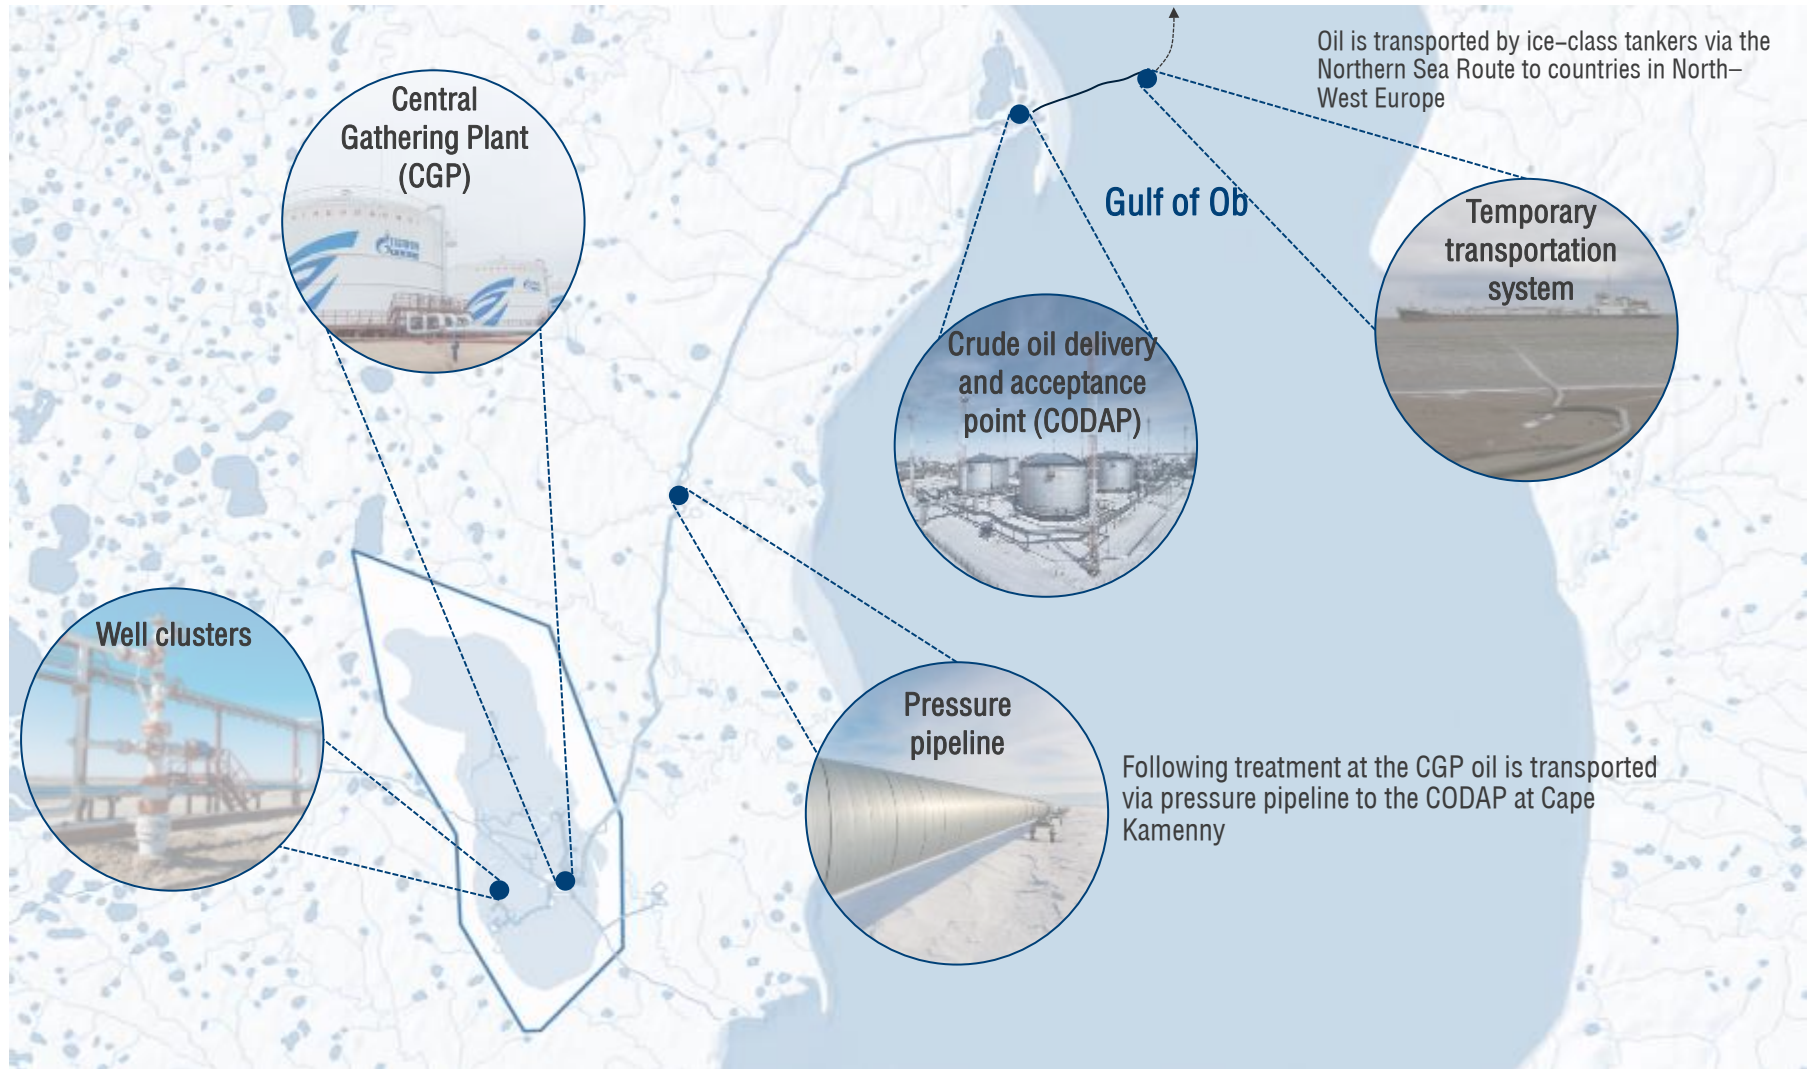 Oil is transported by ice–class tankers via the
Northern Sea Route to countries in North–
West Europe
Central
Gathering Plant
(CGP)
Gulf of Ob
Temporary
transportation
system
Crude oil delivery
and acceptance
point (CODAP)
Well clusters
Pressure
pipeline
Following treatment at the CGP oil is transported
via pressure pipeline to the CODAP at Cape
Kamenny